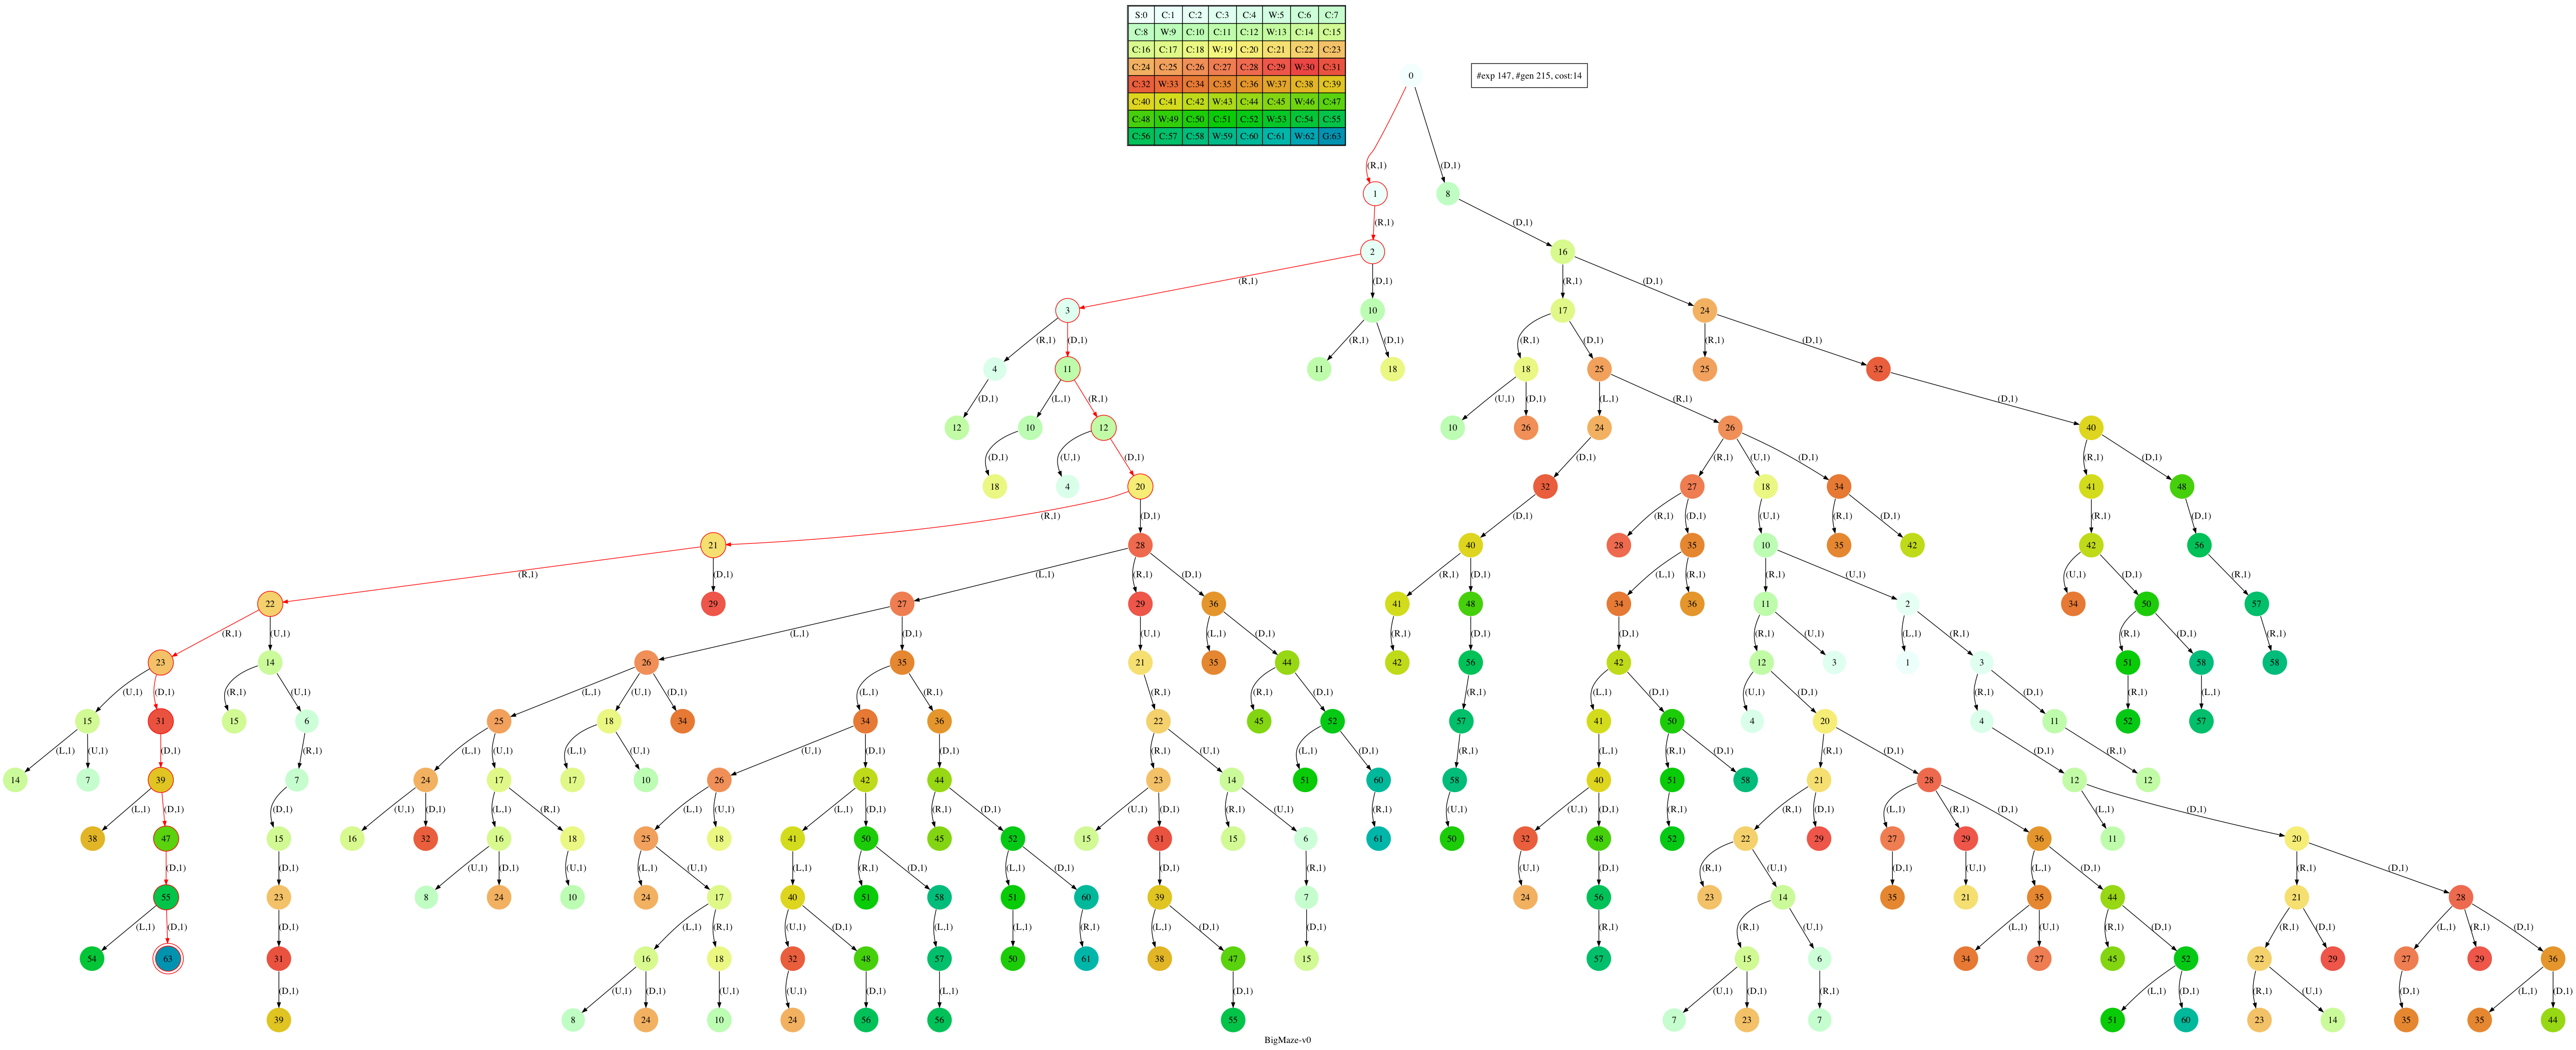 S:0 C:1 C:2 C:3 C:4 W:5 C:6 C:7
C:8 W:9 C:10 C:11 C:12 W:13 C:14 C:15
C:16 C:17 C:18 W:19 C:20 C:21 C:22 C:23
C:24 C:25 C:26 C:27 C:28 C:29 W:30 C:31
C:32 W:33 C:34 C:35 C:36 W:37 C:38 C:39
C:40 C:41 C:42 W:43 C:44 C:45 W:46 C:47
C:48 W:49 C:50 C:51 C:52 W:53 C:54 C:55
C:56 C:57 C:58 W:59 C:60 C:61 W:62 G:63
0 #exp 147, #gen 215, cost:14
(R,1) (D,1)
1 8
(R,1) (D,1)
2 16
(R,1) (D,1) (R,1) (D,1)
3 10 17 24
(R,1) (D,1) (R,1) (D,1) (R,1) (D,1) (R,1) (D,1)
4 11 11 18 18 25 25 32
(D,1) (L,1) (R,1) (U,1) (D,1) (L,1) (R,1) (D,1)
12 10 12 10 26 24 26 40
(D,1) (U,1) (D,1) (D,1) (R,1) (U,1) (D,1) (R,1) (D,1)
18 4 20 32 27 18 34 41 48
(R,1) (D,1) (D,1) (R,1) (D,1) (U,1) (R,1) (D,1) (R,1) (D,1)
21 28 40 28 35 10 35 42 42 56
(R,1) (D,1) (L,1) (R,1) (D,1) (R,1) (D,1) (L,1) (R,1) (R,1) (U,1) (U,1) (D,1) (R,1)
22 29 27 29 36 41 48 34 36 11 2 34 50 57
(R,1) (U,1) (L,1) (D,1) (U,1) (L,1) (D,1) (R,1) (D,1) (D,1) (R,1) (U,1) (L,1) (R,1) (R,1) (D,1) (R,1)
23 14 26 35 21 35 44 42 56 42 12 3 1 3 51 58 58
(U,1) (D,1) (R,1) (U,1) (L,1) (U,1) (D,1) (L,1) (R,1) (R,1) (R,1) (D,1) (R,1) (L,1) (D,1) (U,1) (D,1) (R,1) (D,1) (R,1) (L,1)
15 31 15 6 25 18 34 34 36 22 45 52 57 41 50 4 20 4 11 52 57
(L,1) (U,1) (D,1) (R,1) (L,1) (U,1) (L,1) (U,1) (U,1) (D,1) (D,1) (R,1) (U,1) (L,1) (D,1) (R,1) (L,1) (R,1) (D,1) (R,1) (D,1) (D,1) (R,1)
14 7 39 7 24 17 17 10 26 42 44 23 14 51 60 58 40 51 58 21 28 12 12
(L,1) (D,1) (D,1) (U,1) (D,1) (L,1) (R,1) (L,1) (U,1) (L,1) (D,1) (R,1) (D,1) (U,1) (D,1) (R,1) (U,1) (R,1) (U,1) (U,1) (D,1) (R,1) (R,1) (D,1) (L,1) (R,1) (D,1) (L,1) (D,1)
38 47 15 16 32 16 18 25 18 41 50 45 52 15 31 15 6 61 50 32 48 52 22 29 27 29 36 11 20
(D,1) (D,1) (U,1) (D,1) (U,1) (L,1) (U,1) (L,1) (R,1) (D,1) (L,1) (D,1) (D,1) (R,1) (U,1) (D,1) (R,1) (U,1) (D,1) (U,1) (L,1) (D,1) (R,1) (D,1)
55 23 8 24 10 24 17 40 51 58 51 60 39 7 24 56 23 14 35 21 35 44 21 28
(L,1) (D,1) (D,1) (L,1) (R,1) (U,1) (D,1) (L,1) (L,1) (R,1) (L,1) (D,1) (D,1) (R,1) (R,1) (U,1) (L,1) (U,1) (R,1) (D,1) (R,1) (D,1) (L,1) (R,1) (D,1)
54 63 31 16 18 32 48 57 50 61 38 47 15 57 15 6 34 27 45 52 22 29 27 29 36
(D,1) (U,1) (D,1) (U,1) (U,1) (D,1) (L,1) (D,1) (U,1) (D,1) (R,1) (L,1) (D,1) (R,1) (U,1) (D,1) (L,1) (D,1)
39 8 24 10 24 56 56 55 7 23 7 51 60 23 14 35 35 44
BigMaze-v0